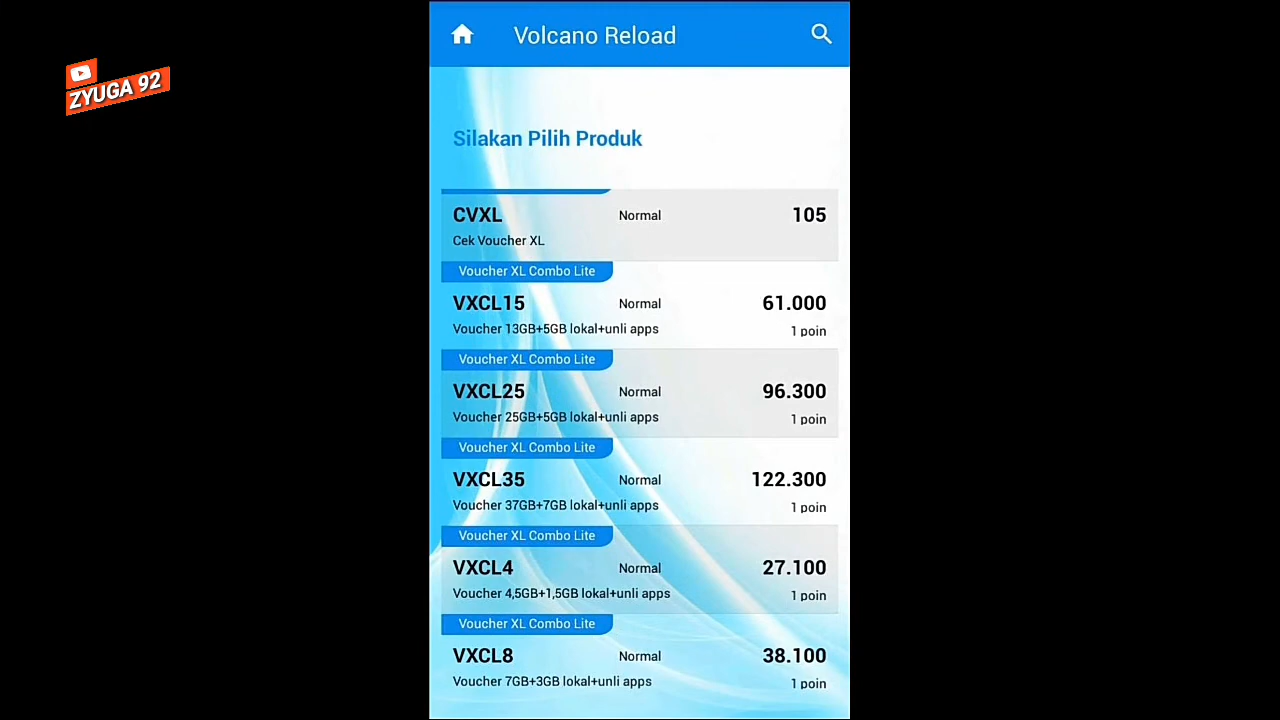 ZYUGA 92
Volcano Reload
Silakan Pilih Produk
CVXL Normal 105
Cek Voucher XL
Voucher XL Combo Lite
VXCL15 Normal 61.000
Voucher 13GB+5GB lokal+unli apps 1 poin
Voucher XL Combo Lite
VXCL25 Normal 96.300
Voucher 25GB+5GB lokal+unli apps 1 poin
Voucher XL Combo Lite
VXCL35 Normal 122.300
Voucher 37GB+7GB lokal+unli apps 1 poin
Voucher XL Combo Lite
VXCL4 Normal 27.100
Voucher 4,5GB+1,5GB lokal+unli apps 1 poin
Voucher XL Combo Lite
VXCL8 Normal 38.100
Voucher 7GB+3GB lokal+unli apps 1 poin